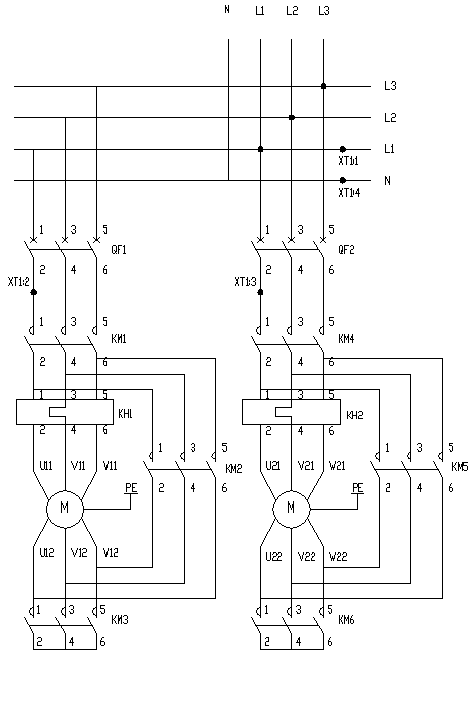 N L1 L2 L3
L3
L2
L1
XT1:1
N
XT1:4
1 3 5 1 3 5
QF1 QF2
2 4 6 2 4 6
XT1:2 XT1:3
1 3 5 1 3 5
KM1 KM4
2 4 6 2 4 6
1 3 5 1 3 5
KH1 KH2
2 4 6 2 4 6
1 3 5 1 3 5
U11 V11 W11 KM2 U21 V21 W21 KM5
PE 2 4 6 PE 2 4 6
M M
U12 V12 W12 U22 V22 W22
1 3 5 1 3 5
KM3 KM6
2 4 6 2 4 6